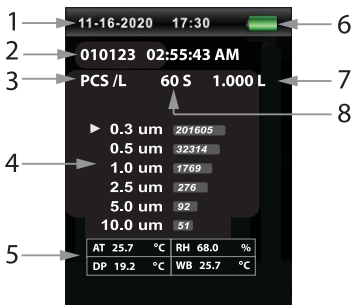 1 11-16-2020 17:30 6
2 010123 02:55:43 AM
3 PCS /L 60 S 1.000 L 7
8
0.3 um 201605
0.5 um 32314
4 1.0 um 1769
2.5 um 276
5.0 um 92
10.0 um 51
5 AT 25.7 °C RH 68.0 %
DP 19.2 °C WB 25.7 °C